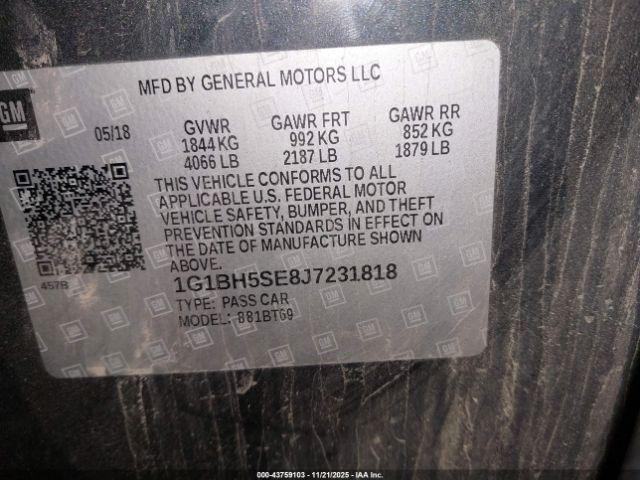 GM
MFD BY GENERAL MOTORS LLC
05/18 GVWR GAWR FRT GAWR RR
1844 KG 992 KG 852 KG
4066 LB 2187 LB 1879 LB
THIS VEHICLE CONFORMS TO ALL
APPLICABLE U.S. FEDERAL MOTOR
VEHICLE SAFETY, BUMPER, AND THEFT
PREVENTION STANDARDS IN EFFECT ON
THE DATE OF MANUFACTURE SHOWN
ABOVE.
457B
1G1BH5SE8J7231818
TYPE: PASS CAR
MODEL: 881BT69
000-43759103 - 11/21/2025 - IAA Inc.